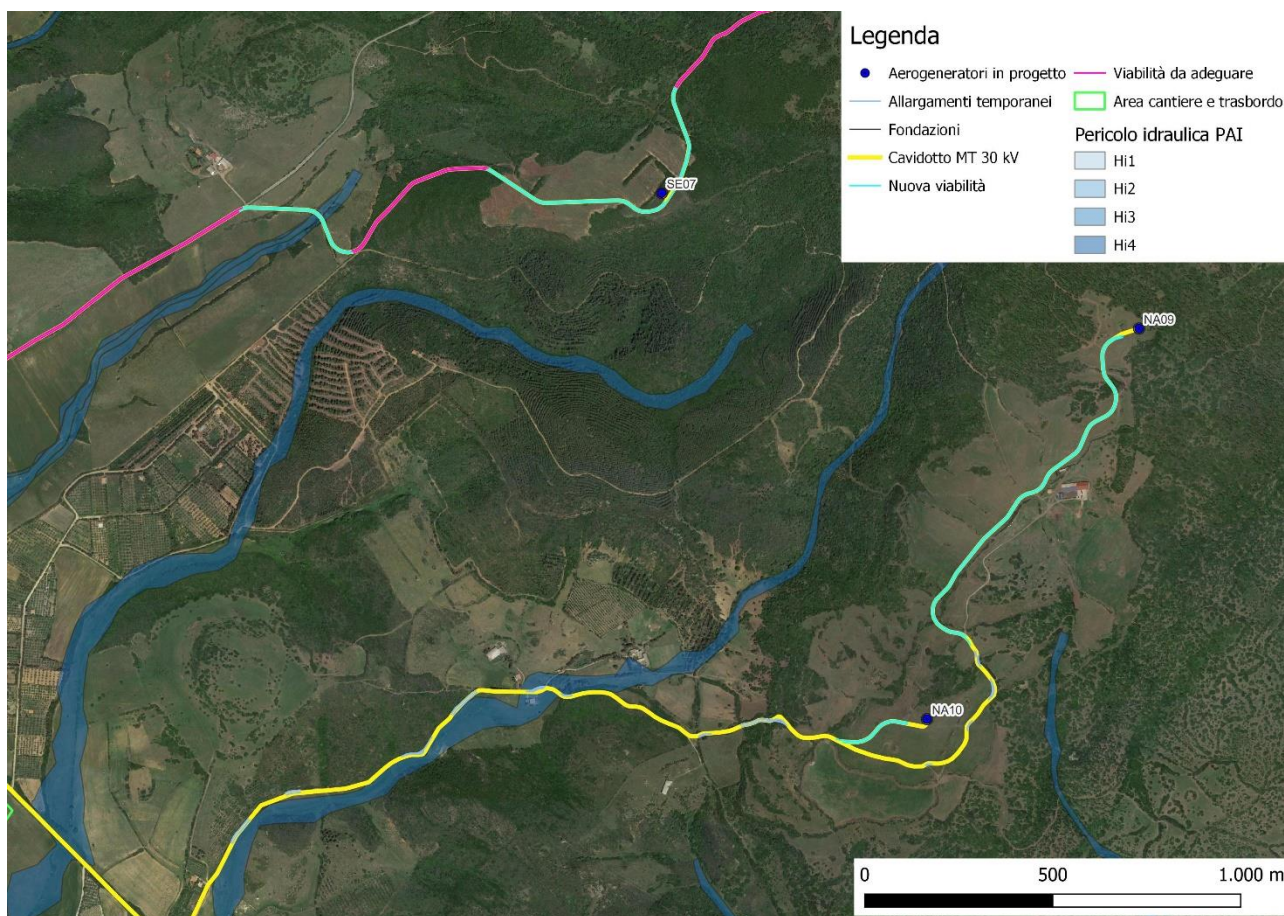 Legenda
Aerogeneratori in progetto
Allargamenti temporanei
Fondazioni
Cavidotto MT 30 kV
Nuova viabilità
Viabilità da adeguare
Area cantiere e trasbordo
Pericolo idraulica PAI
Hi1
Hi2
Hi3
Hi4
SE07
NA09
NA10
0 500 1.000 m